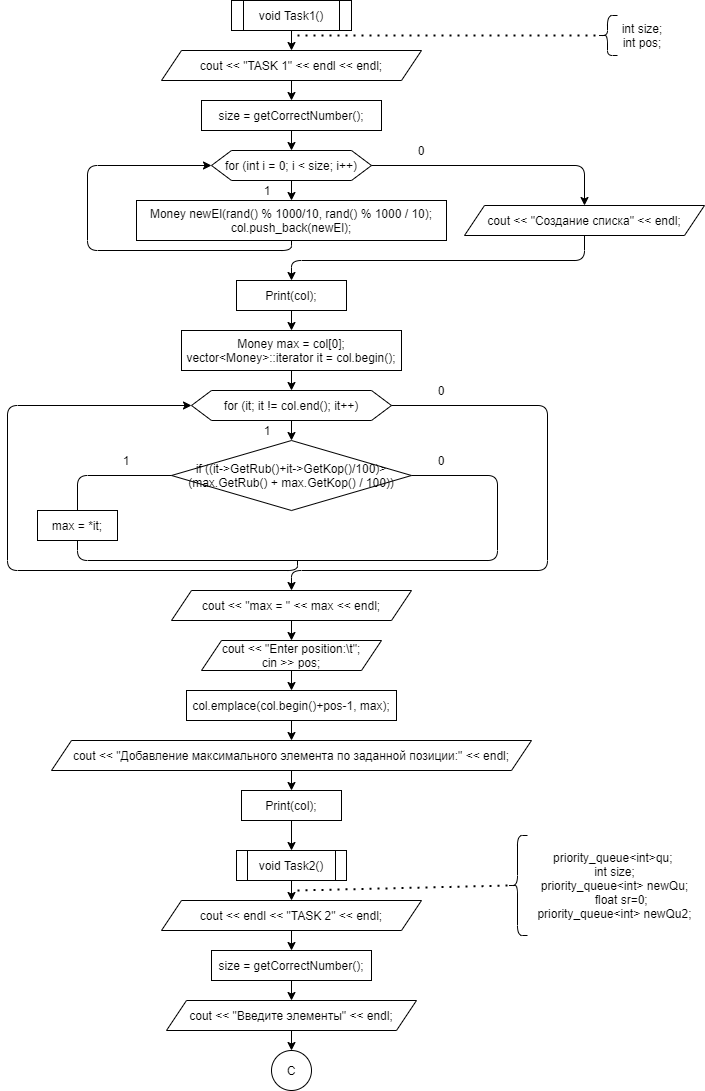 void Task1()
int size;
int pos;
cout << "TASK 1" << endl << endl;
size = getCorrectNumber();
for (int i = 0; i < size; i++)
0
1
Money newEl(rand() % 1000/10, rand() % 1000 / 10);
col.push_back(newEl);
cout << "Создание списка" << endl;
Print(col);
Money max = col[0];
vector<Money>::iterator it = col.begin();
for (it; it != col.end(); it++)
0
1
if ((it->GetRub()+it->GetKop()/100)>
(max.GetRub() + max.GetKop() / 100))
1
0
max = *it;
cout << "max = " << max << endl;
cout << "Enter position:\t";
cin >> pos;
col.emplace(col.begin()+pos-1, max);
cout << "Добавление максимального элемента по заданной позиции:" << endl;
Print(col);
void Task2()
priority_queue<int>qu;
int size;
priority_queue<int> newQu;
float sr=0;
priority_queue<int> newQu2;
cout << endl << "TASK 2" << endl;
size = getCorrectNumber();
cout << "Введите элементы" << endl;
C